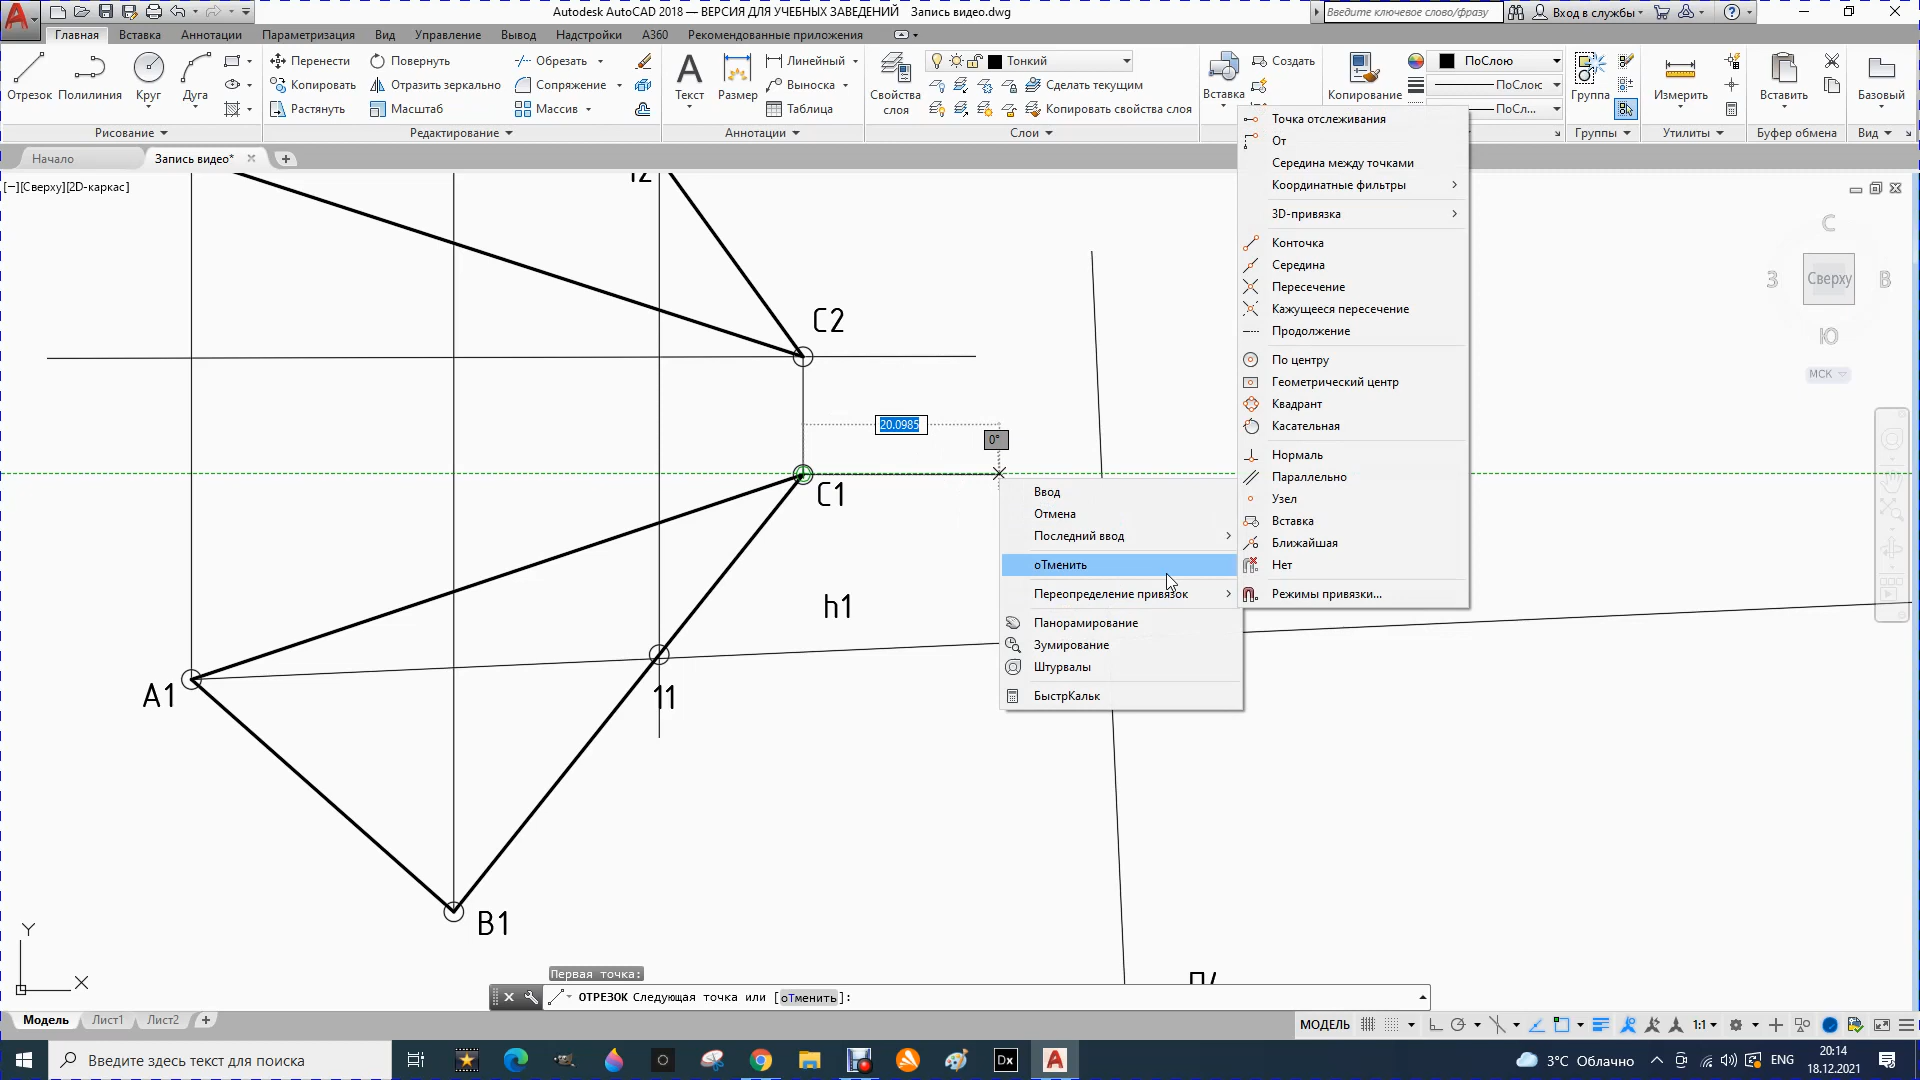 Autodesk AutoCAD 2018 — ВЕРСИЯ ДЛЯ УЧЕБНЫХ ЗАВЕДЕНИЙ Запись видео.dwg
Введите ключевое слово/фразу
Вход в службы
Главная Вставка Аннотации Параметризация Вид Управление Вывод Надстройки A360 Рекомендованные приложения
Отрезок Полилиния Круг Дуга
Перенести Повернуть Обрезать
Копировать Отразить зеркально Сопряжение
Растянуть Масштаб Массив
Текст Размер
Линейный
Таблица
Свойства слоя
Тонкий
Сделать текущим
Копировать свойства слоя
Вставка
Создать
Копирование
ПоСлою
ПоСлою
ПоСл...
Группа Измерить Вставить Базовый
Рисование Редактирование Аннотации Слои Группы Утилиты Буфер обмена Вид
Начало Запись видео*
[−][Сверху][2D-каркас]
12
C2
20.0985
0°
C1
h1
A1
11
B1
П4
Y
X
С
З Сверху В
Ю
МСК
Ввод
Отмена
Последний ввод
оТменить
Переопределение привязок
Панорамирование
Зумирование
Штурвалы
БыстрКальк
Точка отслеживания
От
Середина между точками
Координатные фильтры
3D-привязка
Конточка
Середина
Пересечение
Кажущееся пересечение
Продолжение
По центру
Геометрический центр
Квадрант
Касательная
Нормаль
Параллельно
Узел
Вставка
Ближайшая
Нет
Режимы привязки...
Первая точка:
ОТРЕЗОК Следующая точка или [оТменить]:
Модель Лист1 Лист2
МОДЕЛЬ 1:1
Введите здесь текст для поиска
Dx
3°C Облачно
ENG
20:14
18.12.2021